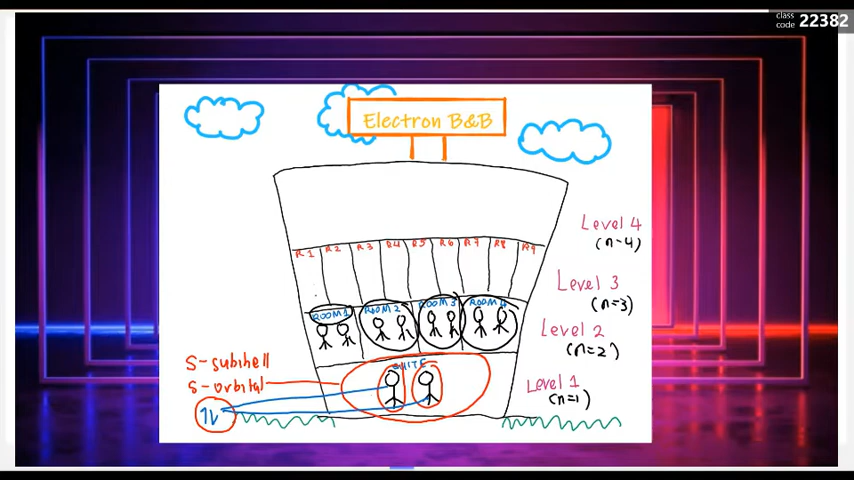 class
code 22382
Electron B&B
Level 4
(n=4)
R1 R2 R3 R4 R5 R6 R7 R8 R9
Level 3
(n=3)
ROOM 1 ROOM 2 ROOM 3 ROOM 4
Level 2
(n=2)
SUITE
S-subshell
S-orbital
Level 1
(n=1)
1L